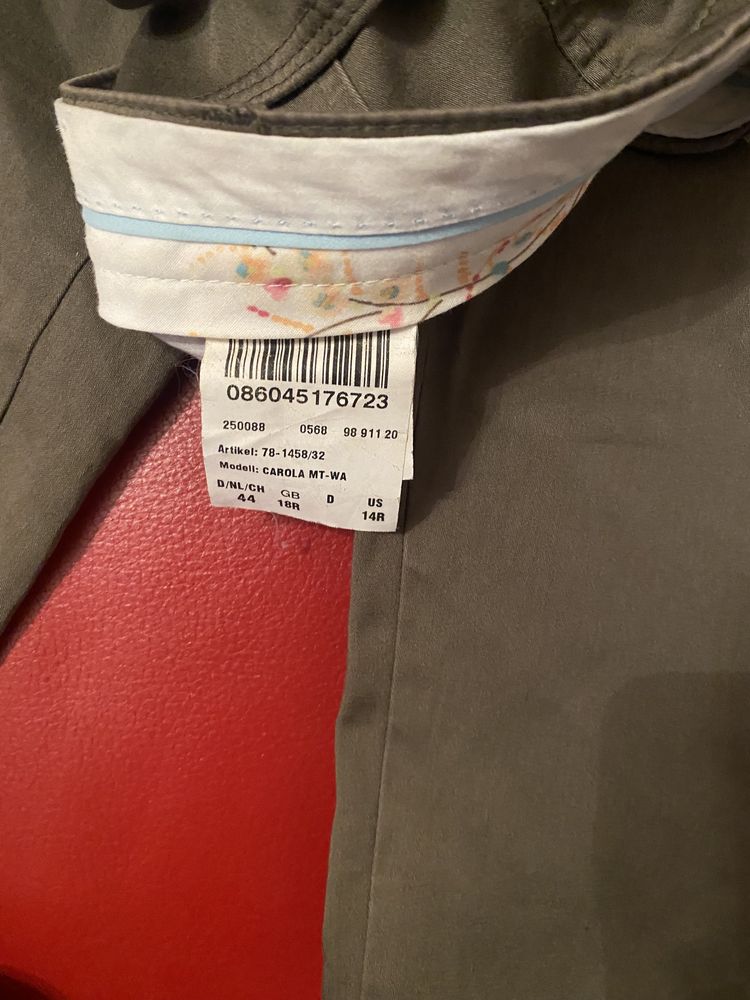 086045176723
250088 0568 98 911 20
Artikel: 78-1458/32
Modell: CAROLA MT-WA
D/NL/CH GB D US
44 18R 14R